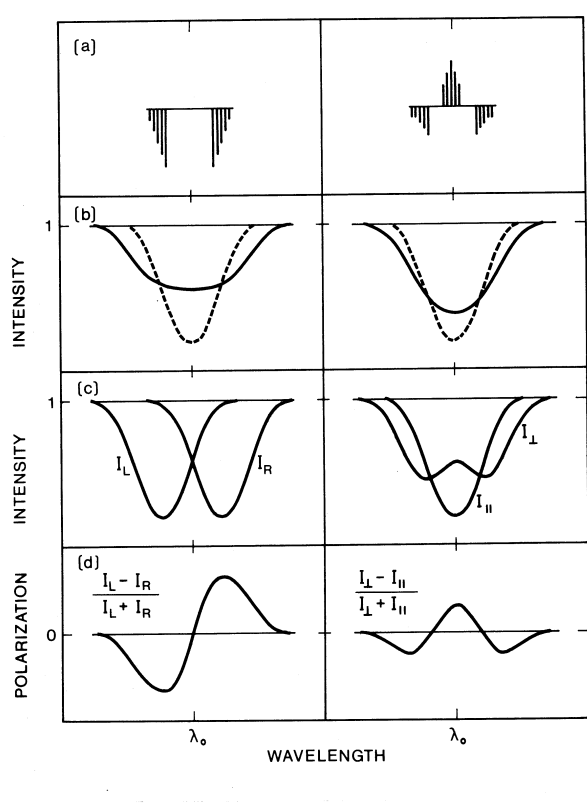 (a)
(b)
1
INTENSITY
(c)
1
I_L
I_R
I_⊥
I_||
INTENSITY
(d)
I_L − I_R
I_L + I_R
I_⊥ − I_||
I_⊥ + I_||
0
POLARIZATION
λ₀
λ₀
WAVELENGTH